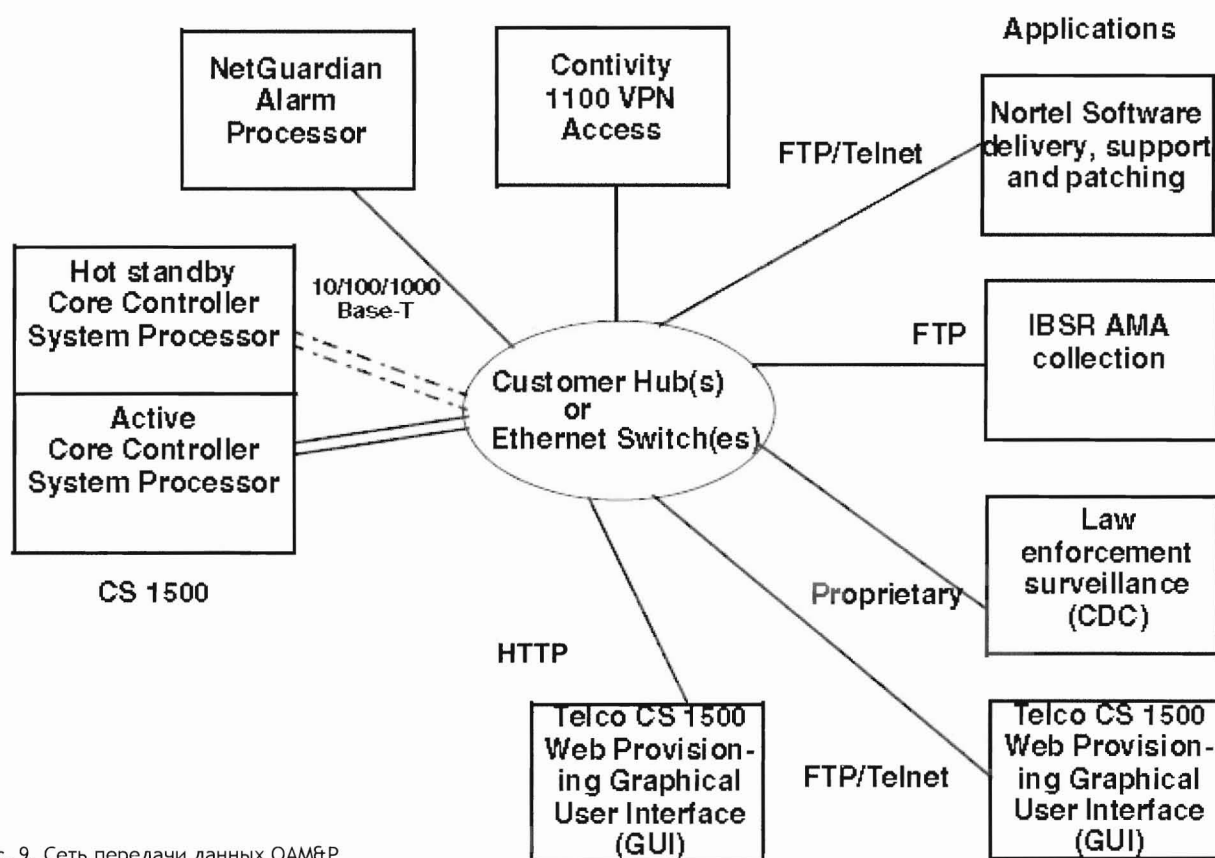 Applications
NetGuardian
Alarm
Processor
Contivity
1100 VPN
Access
FTP/Telnet
Nortel Software
delivery, support
and patching
Hot standby
Core Controller
System Processor
10/100/1000
Base-T
Active
Core Controller
System Processor
CS 1500
Customer Hub(s)
or
Ethernet Switch(es)
FTP
IBSR AMA
collection
Proprietary
Law
enforcement
surveillance
(CDC)
HTTP
Telco CS 1500
Web Provision-
ing Graphical
User Interface
(GUI)
FTP/Telnet
Telco CS 1500
Web Provision-
ing Graphical
User Interface
(GUI)
с. 9. Сеть передачи данных OAM&P